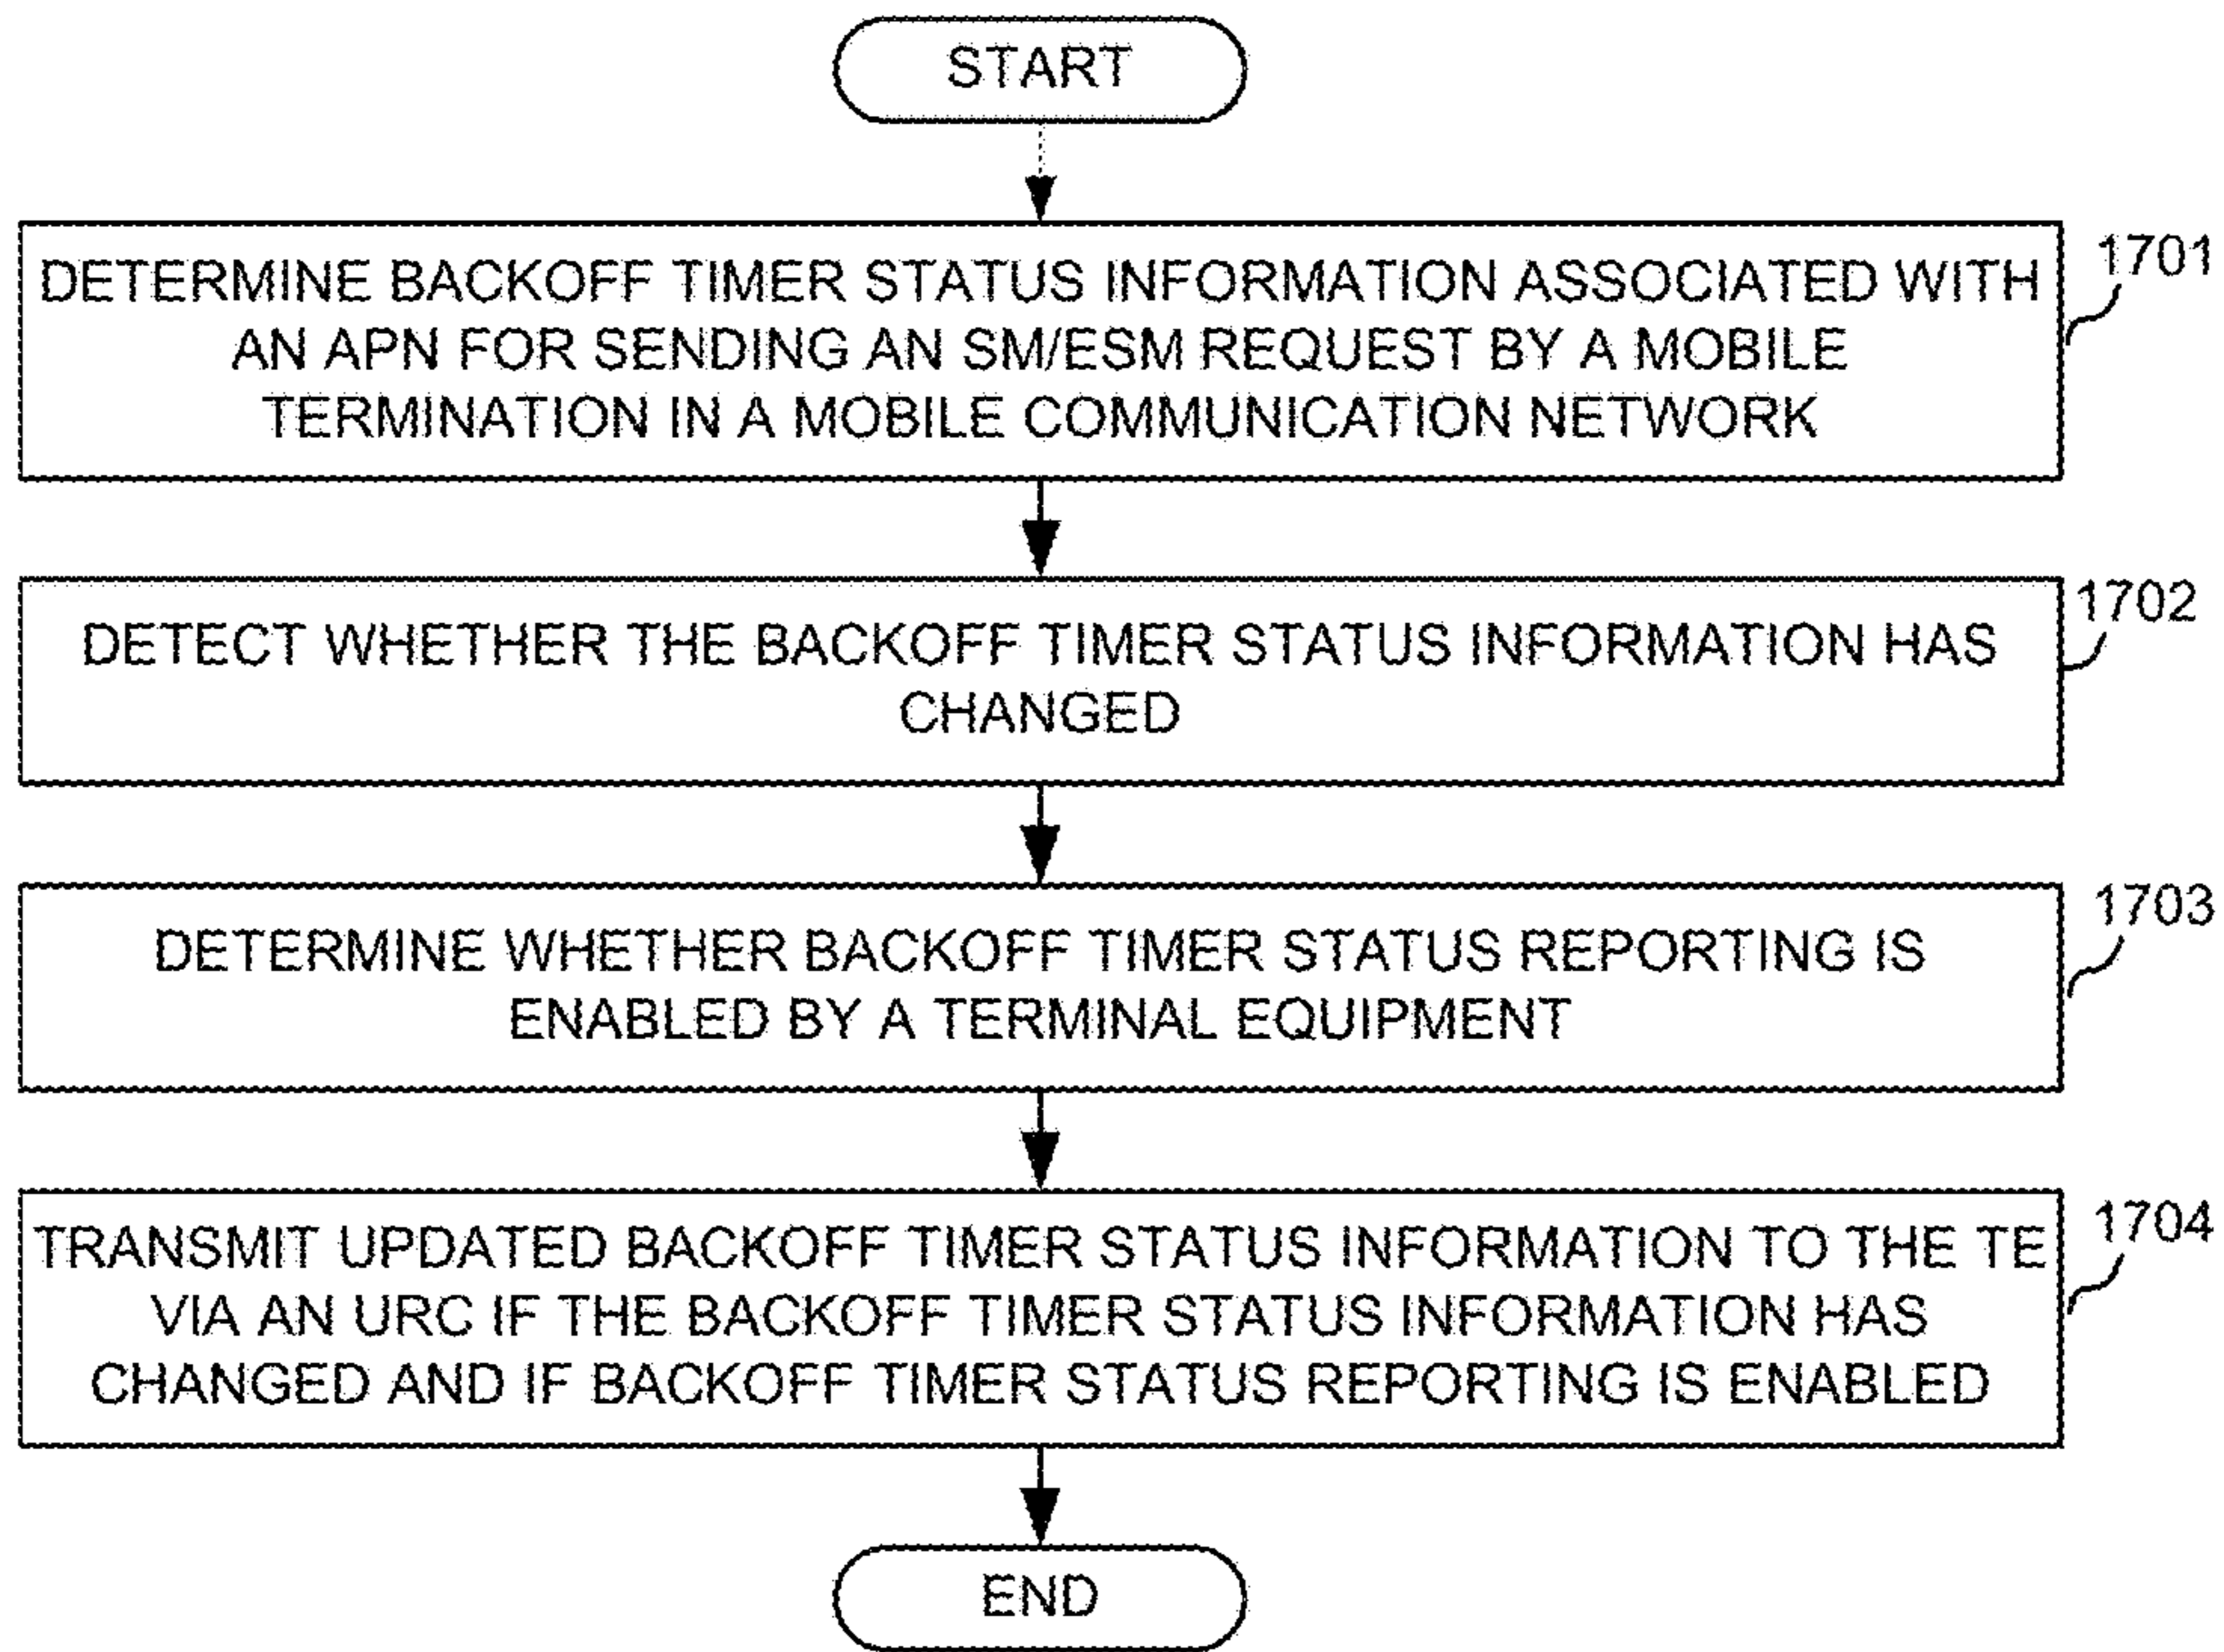 START
DETERMINE BACKOFF TIMER STATUS INFORMATION ASSOCIATED WITH
AN APN FOR SENDING AN SM/ESM REQUEST BY A MOBILE
TERMINATION IN A MOBILE COMMUNICATION NETWORK
1701
DETECT WHETHER THE BACKOFF TIMER STATUS INFORMATION HAS
CHANGED
1702
DETERMINE WHETHER BACKOFF TIMER STATUS REPORTING IS
ENABLED BY A TERMINAL EQUIPMENT
1703
TRANSMIT UPDATED BACKOFF TIMER STATUS INFORMATION TO THE TE
VIA AN URC IF THE BACKOFF TIMER STATUS INFORMATION HAS
CHANGED AND IF BACKOFF TIMER STATUS REPORTING IS ENABLED
1704
END